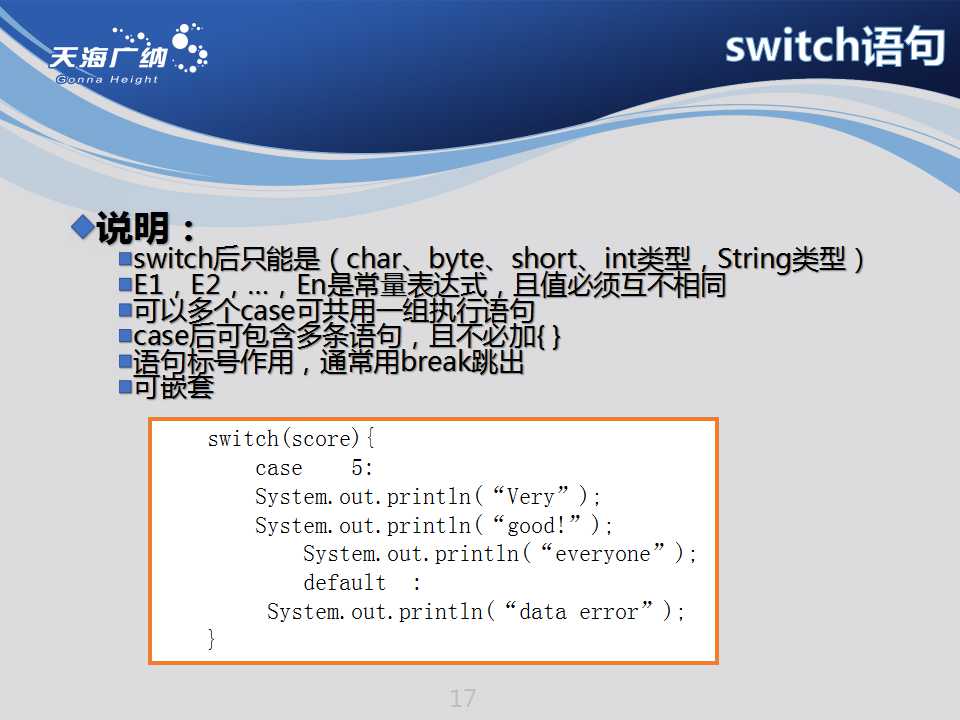 天海广纳
Gonna Height
switch语句
说明：
switch后只能是（char、byte、short、int类型，String类型）
E1，E2，…，En是常量表达式，且值必须互不相同
可以多个case可共用一组执行语句
case后可包含多条语句，且不必加{ }
语句标号作用，通常用break跳出
可嵌套
switch(score){
case    5:
System.out.println(“Very”);
System.out.println(“good!”);
System.out.println(“everyone”);
default  :
System.out.println(“data error”);
}
17